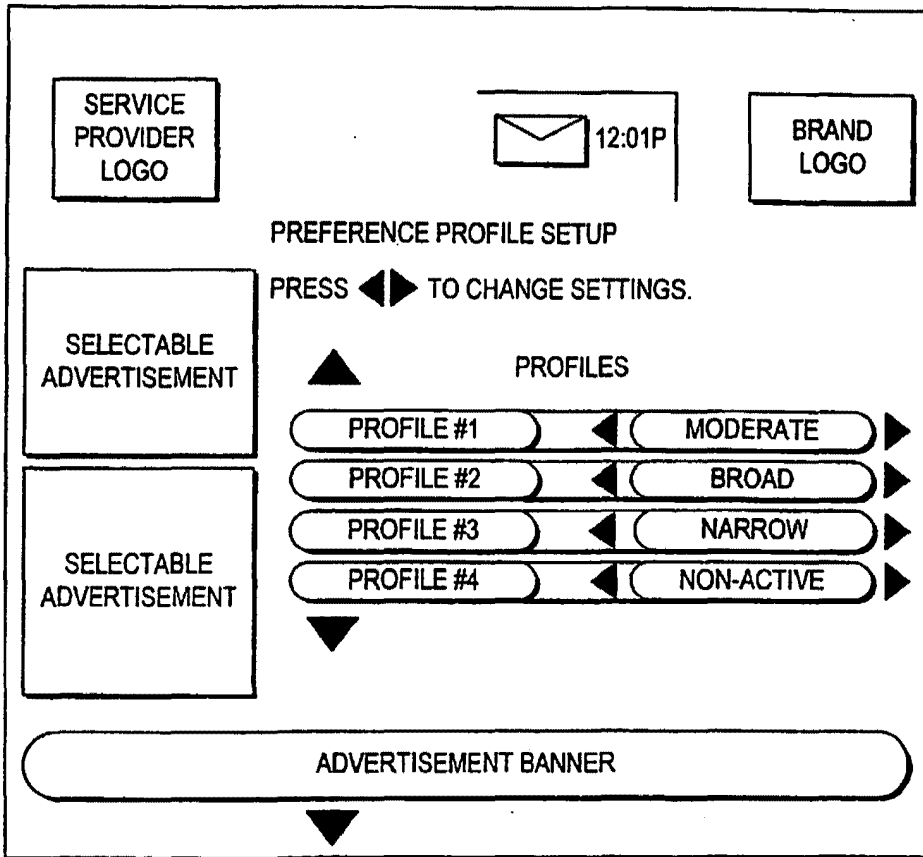 SERVICE
PROVIDER
LOGO
12:01P
BRAND
LOGO
PREFERENCE PROFILE SETUP
PRESS ◀▶ TO CHANGE SETTINGS.
SELECTABLE
ADVERTISEMENT
PROFILES
PROFILE #1 MODERATE
PROFILE #2 BROAD
PROFILE #3 NARROW
PROFILE #4 NON-ACTIVE
SELECTABLE
ADVERTISEMENT
ADVERTISEMENT BANNER